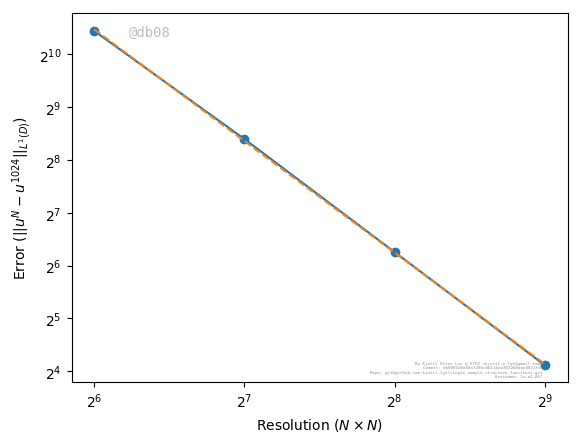 @db08
2^10
2^9
2^8
2^7
2^6
2^5
2^4
Error (||u^N − u^1024||_{L^1(D)})
2^6 2^7 2^8 2^9
Resolution (N × N)